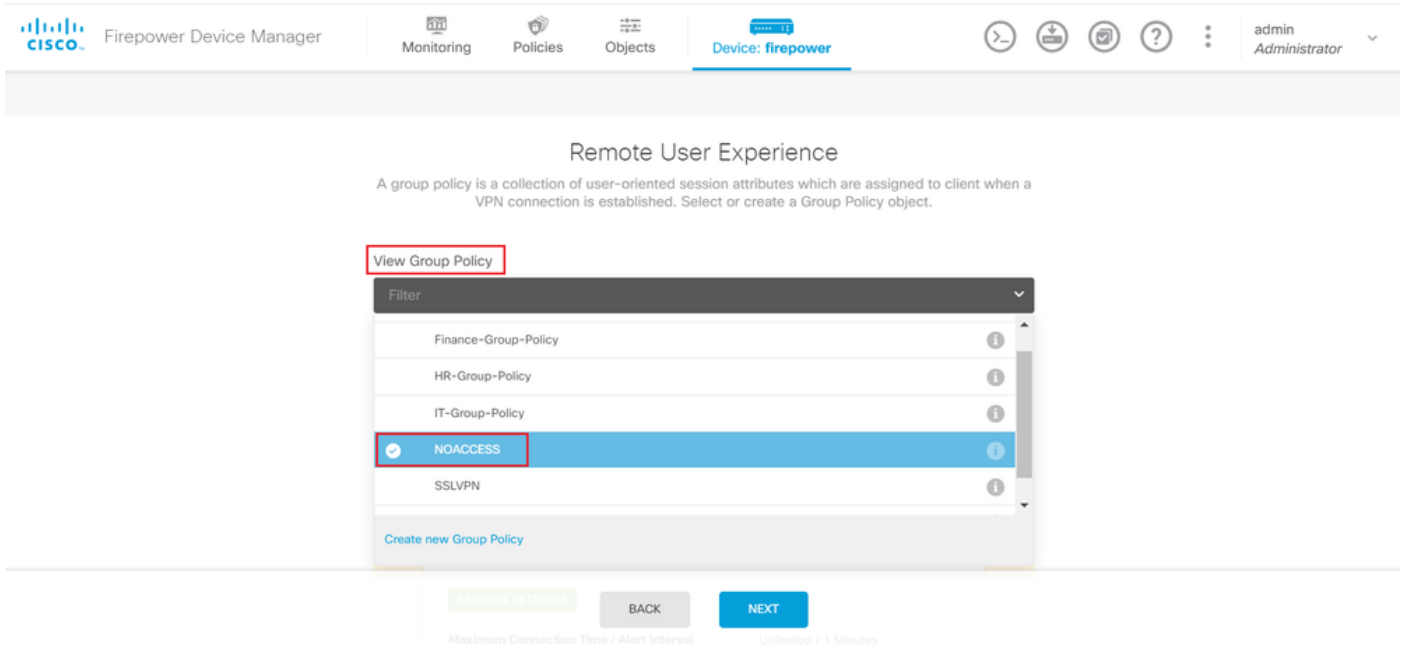 CISCO
Firepower Device Manager
Monitoring
Policies
Objects
Device: firepower
admin
Administrator
Remote User Experience
A group policy is a collection of user-oriented session attributes which are assigned to client when a
VPN connection is established. Select or create a Group Policy object.
View Group Policy
Filter
Finance-Group-Policy
HR-Group-Policy
IT-Group-Policy
NOACCESS
SSLVPN
Create new Group Policy
SESSION SETTINGS
BACK
NEXT
Maximum Connection Time / Alert Interval
Unlimited / 1 Minutes